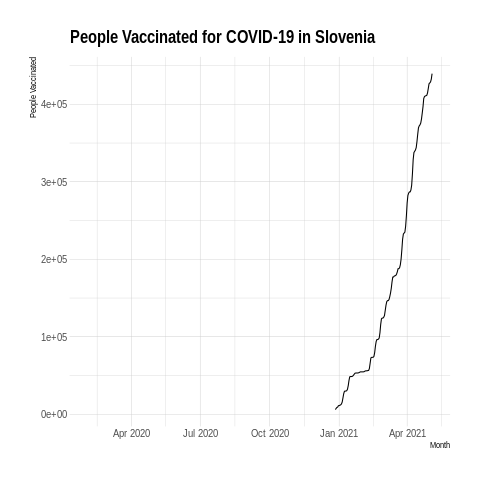 People Vaccinated for COVID-19 in Slovenia
People Vaccinated
4e+05
3e+05
2e+05
1e+05
0e+00
Apr 2020 Jul 2020 Oct 2020 Jan 2021 Apr 2021
Month